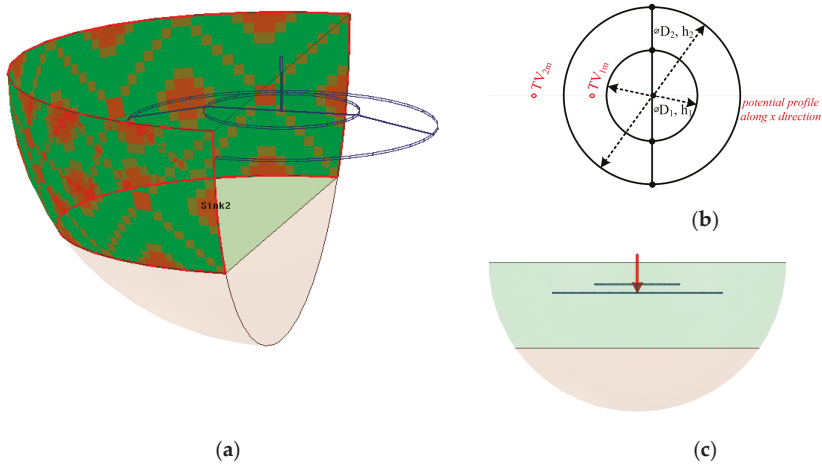 Sink2
(a)
TV2m
TV1m
⌀D2, h2
⌀D1, h1
potential profile
along x direction
(b)
(c)